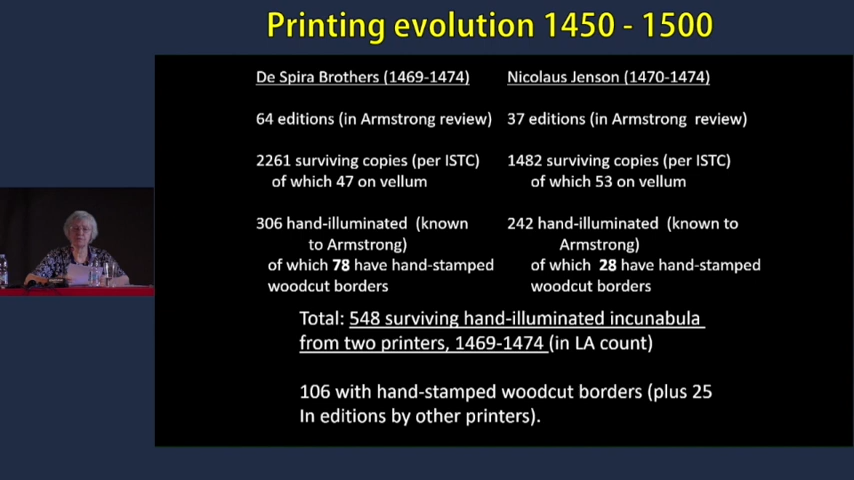 Printing evolution 1450 - 1500
De Spira Brothers (1469-1474)
64 editions (in Armstrong review)
2261 surviving copies (per ISTC)
of which 47 on vellum
306 hand-illuminated (known
to Armstrong)
of which 78 have hand-stamped
woodcut borders
Nicolaus Jenson (1470-1474)
37 editions (in Armstrong review)
1482 surviving copies (per ISTC)
of which 53 on vellum
242 hand-illuminated (known to
Armstrong)
of which 28 have hand-stamped
woodcut borders
Total: 548 surviving hand-illuminated incunabula
from two printers, 1469-1474 (in LA count)
106 with hand-stamped woodcut borders (plus 25
In editions by other printers).